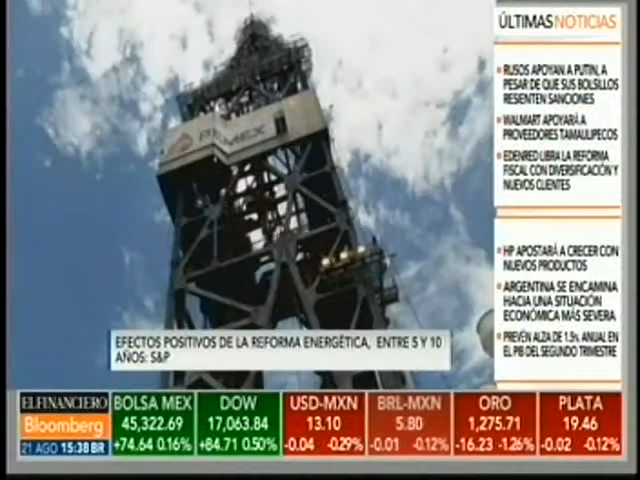 ÚLTIMASNOTICIAS
RUSOS APOYAN A PUTIN, A
PESAR DE QUE SUS BOLSILLOS
RESIENTEN SANCIONES
WALMART APOYARÁ A
PROVEEDORES TAMAULIPECOS
EDENRED LIBRA LA REFORMA
FISCAL CON DIVERSIFICACIÓN Y
NUEVOS CLIENTES
HP APOSTARÁ A CRECER CON
NUEVOS PRODUCTOS
ARGENTINA SE ENCAMINA
HACIA UNA SITUACIÓN
ECONÓMICA MÁS SEVERA
PREVÉN ALZA DE 1.5% ANUAL EN
EL PIB DEL SEGUNDO TRIMESTRE
PEMEX
EFECTOS POSITIVOS DE LA REFORMA ENERGÉTICA, ENTRE 5 Y 10
AÑOS: S&P
EL FINANCIERO
Bloomberg
21 AGO 15:38 BR
BOLSA MEX
45,322.69
+74.64 0.16%
DOW
17,063.84
+84.71 0.50%
USD-MXN
13.10
-0.04 -0.29%
BRL-MXN
5.80
-0.01 -0.12%
ORO
1,275.71
-16.23 -1.26%
PLATA
19.46
-0.02 -0.12%